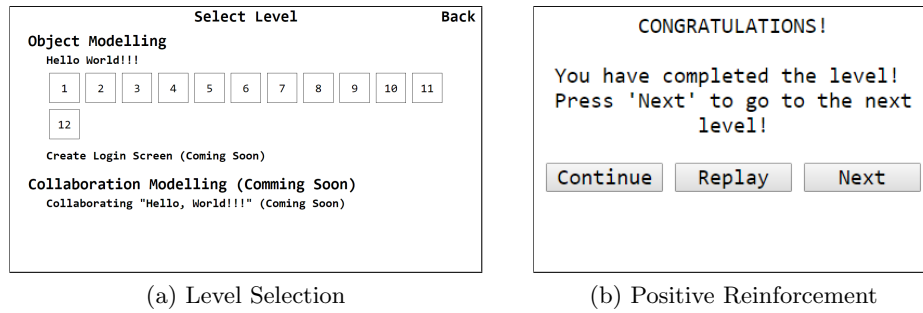 Select Level
Back
Object Modelling
Hello World!!!
1 2 3 4 5 6 7 8 9 10 11
12
Create Login Screen (Coming Soon)
Collaboration Modelling (Comming Soon)
Collaborating "Hello, World!!!" (Coming Soon)
(a) Level Selection
CONGRATULATIONS!
You have completed the level!
Press 'Next' to go to the next
level!
Continue Replay Next
(b) Positive Reinforcement